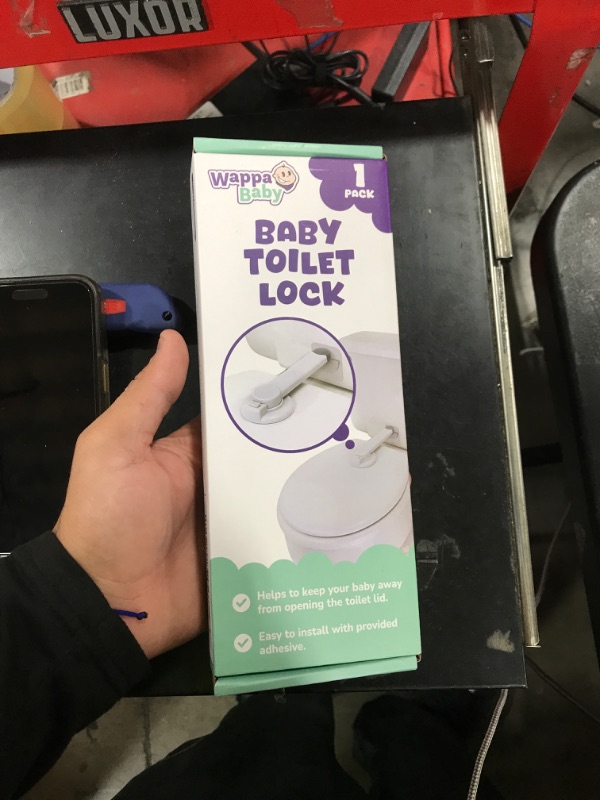 LUXOR
Wappa
Baby
1
PACK
BABY
TOILET
LOCK
Helps to keep your baby away
from opening the toilet lid.
Easy to install with provided
adhesive.